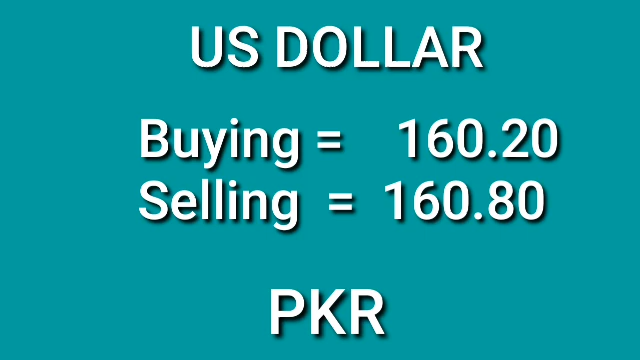 US DOLLAR
Buying = 160.20
Selling = 160.80
PKR